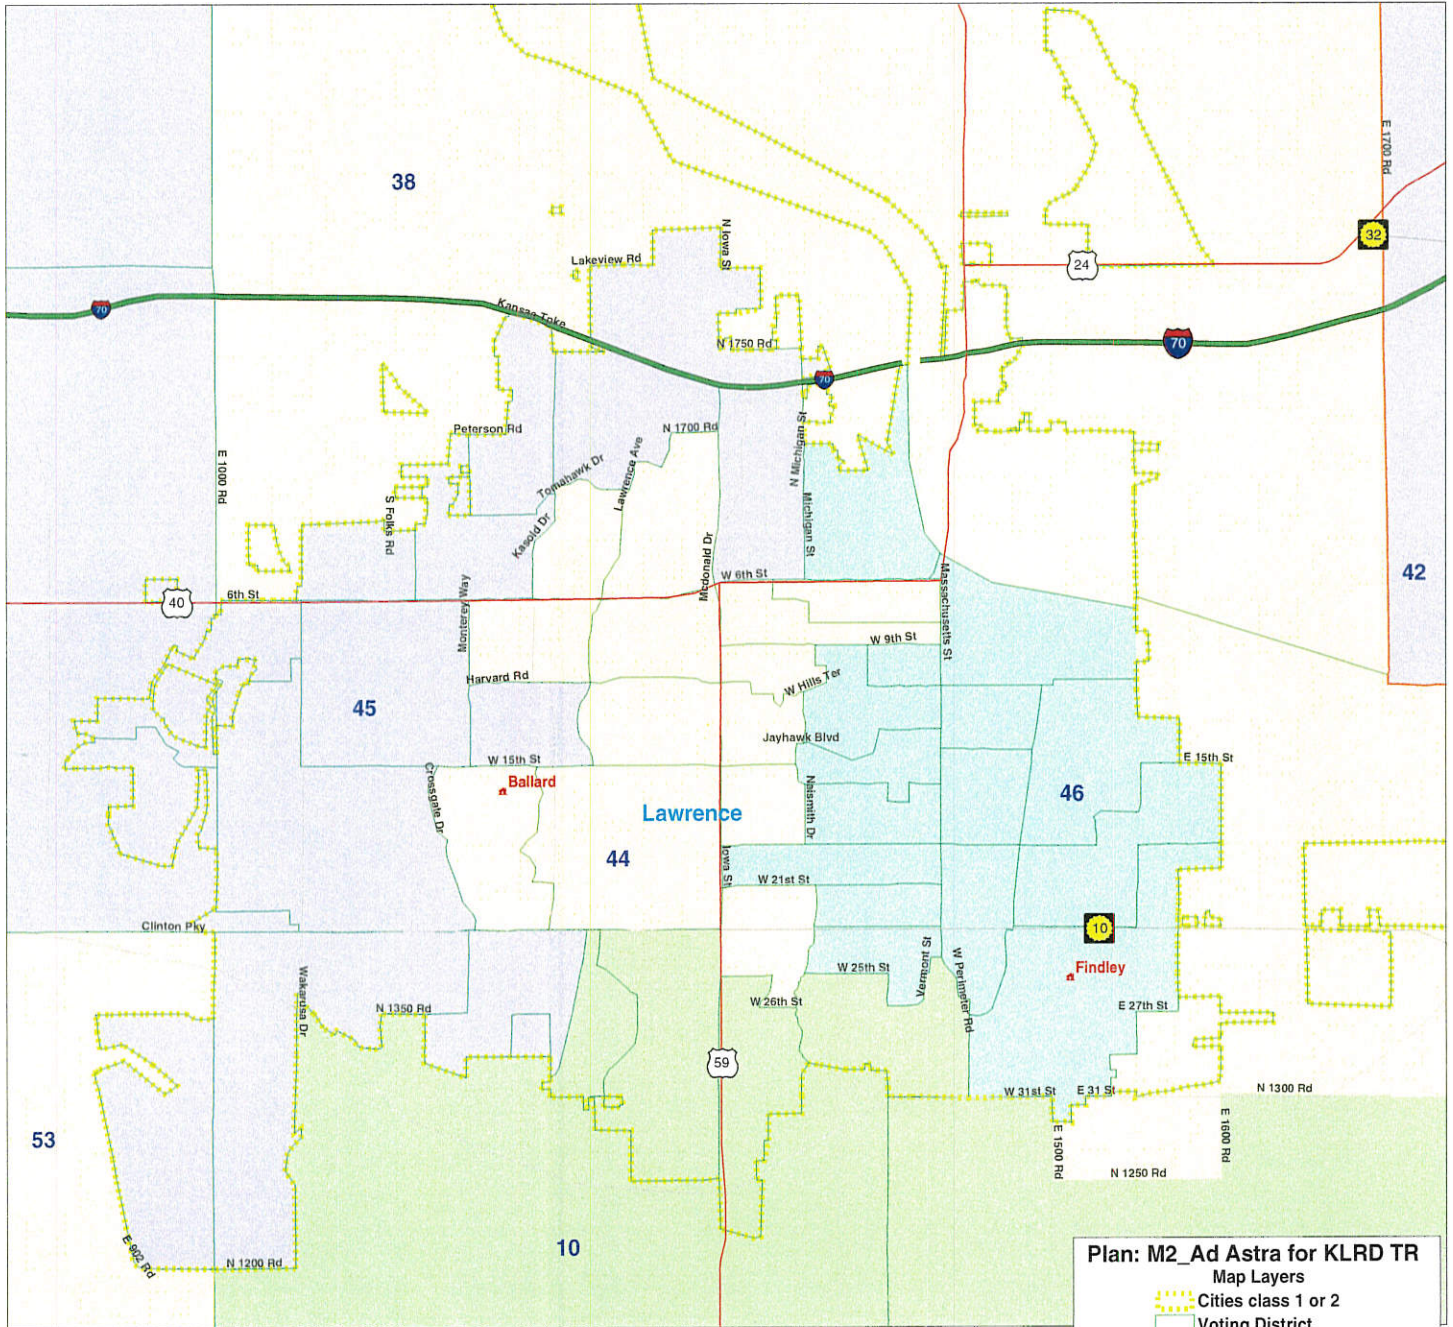 38
E 1700 Rd
32
N Iowa St
Lakeview Rd
24
70
Kansas Toke
N 1750 Rd
70
70
Peterson Rd
N 1700 Rd
E 1000 Rd
Tomahawk Dr
Lawrence Ave
N Michigan St
S Folks Rd
Kasold Dr
Michigan St
Mcdonald Dr
W 6th St
42
40
6th St
Monterey Way
Massachusetts St
W 9th St
Harvard Rd
W Hills Ter
45
Jayhawk Blvd
W 15th St
E 15th St
Crossgate Dr
Ballard
Naismith Dr
46
Lawrence
44
Iowa St
W 21st St
Clinton Pky
10
Vermont St
W Perimeter Rd
W 25th St
Findley
Wakarusa Dr
N 1350 Rd
W 26th St
E 27th St
59
W 31st St
E 31 St
N 1300 Rd
53
E 1500 Rd
E 1600 Rd
N 1250 Rd
E 902 Rd
N 1200 Rd
10
Plan: M2_Ad Astra for KLRD TR
Map Layers
Cities class 1 or 2
Voting District